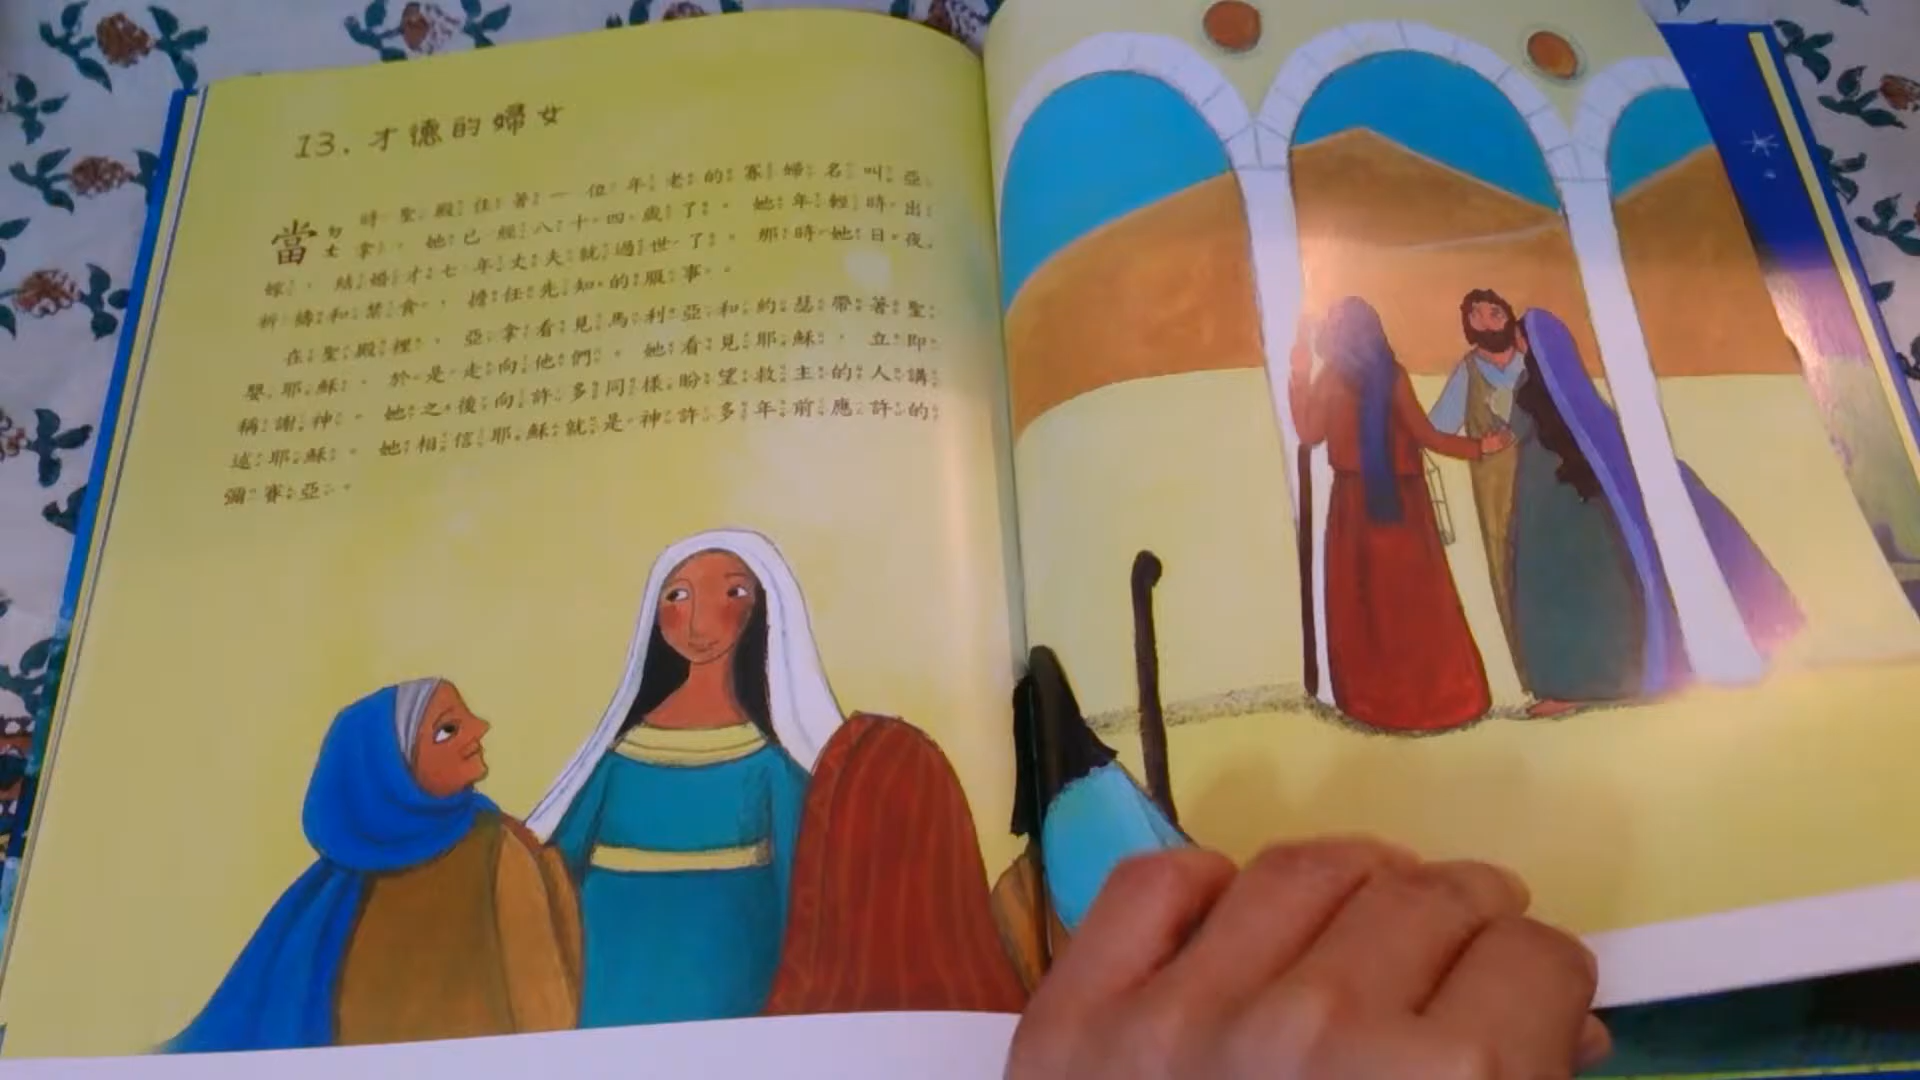 13. 才德的婦女
當時聖殿住著一位年老的寡婦名叫亞
拿。她已經八十四歲了。她年輕時出
嫁，結婚才七年丈夫就過世了。那時她日夜
祈禱和禁食，擔任先知的服事。
在聖殿裡，亞拿看見馬利亞和約瑟帶著聖
嬰耶穌，於是走向他們。她看見耶穌，立即
稱謝神。她之後向許多同樣盼望救主的人講
述耶穌。她相信耶穌就是神許多年前應許的
彌賽亞。